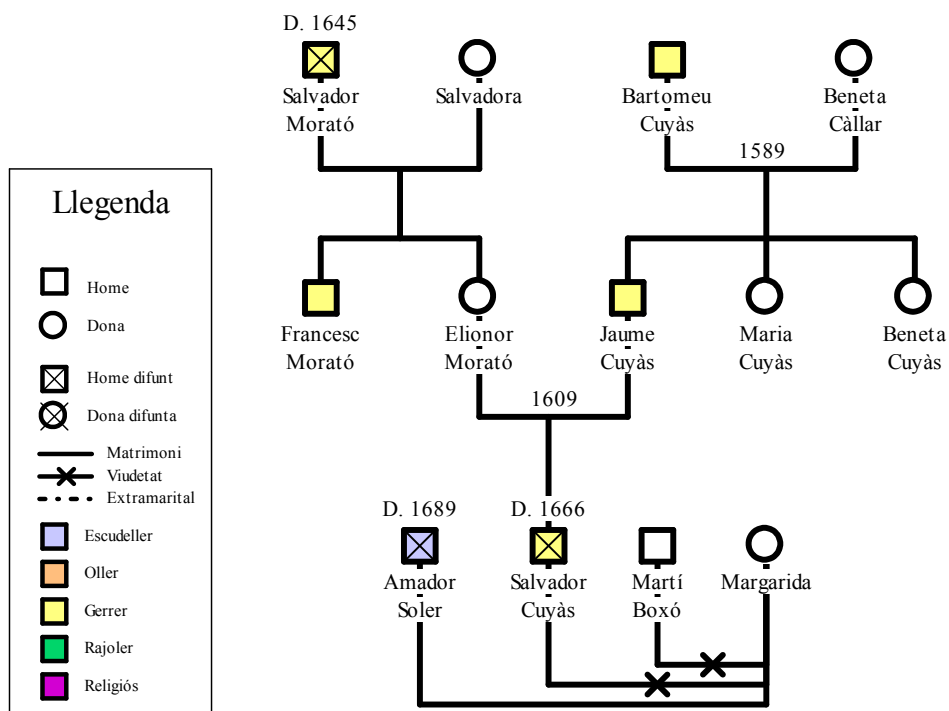 D. 1645
Salvador
Morató
Salvadora
Bartomeu
Cuyàs
Beneta
Càllar
1589
Llegenda
Home
Dona
Home difunt
Dona difunta
Matrimoni
Viudetat
Extramarital
Escudeller
Oller
Gerrer
Rajoler
Religiós
Francesc
Morató
Elionor
Morató
Jaume
Cuyàs
Maria
Cuyàs
Beneta
Cuyàs
1609
D. 1689
Amador
Soler
D. 1666
Salvador
Cuyàs
Martí
Boxó
Margarida